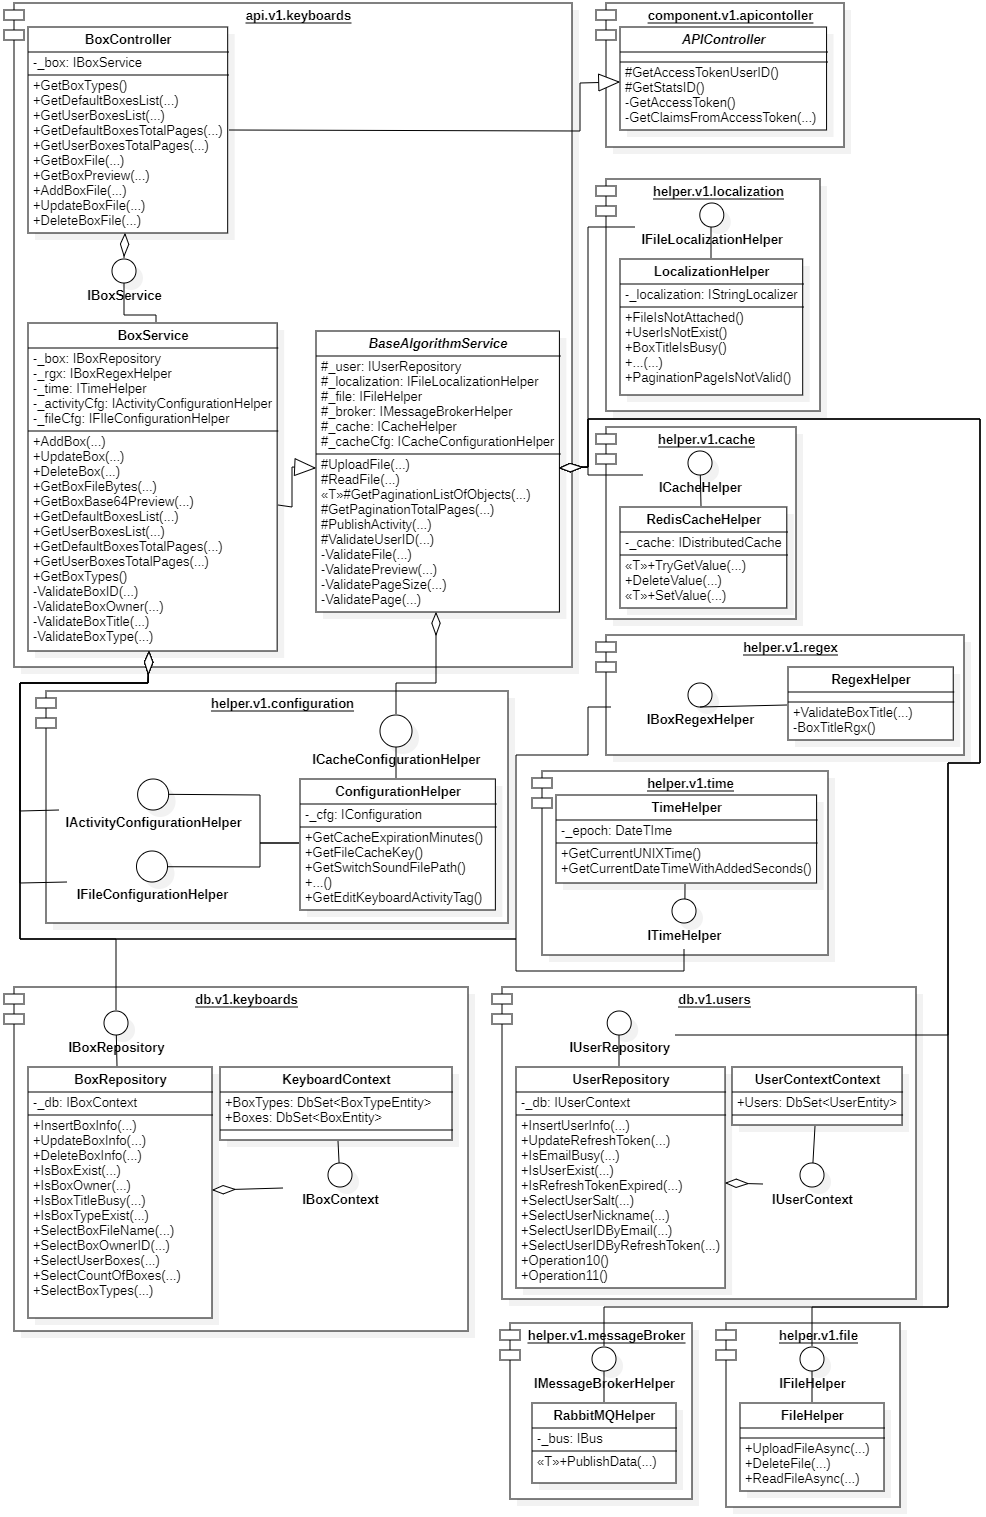 api.v1.keyboards
BoxController
-_box: IBoxService
+GetBoxTypes()
+GetDefaultBoxesList(...)
+GetUserBoxesList(...)
+GetDefaultBoxesTotalPages(...)
+GetUserBoxesTotalPages(...)
+GetBoxFile(...)
+GetBoxPreview(...)
+AddBoxFile(...)
+UpdateBoxFile(...)
+DeleteBoxFile(...)
IBoxService
BoxService
-_box: IBoxRepository
-_rgx: IBoxRegexHelper
-_time: ITimeHelper
-_activityCfg: IActivityConfigurationHelper
-_fileCfg: IFIleConfigurationHelper
+AddBox(...)
+UpdateBox(...)
+DeleteBox(...)
+GetBoxFileBytes(...)
+GetBoxBase64Preview(...)
+GetDefaultBoxesList(...)
+GetUserBoxesList(...)
+GetDefaultBoxesTotalPages(...)
+GetUserBoxesTotalPages(...)
+GetBoxTypes()
-ValidateBoxID(...)
-ValidateBoxOwner(...)
-ValidateBoxTitle(...)
-ValidateBoxType(...)
BaseAlgorithmService
#_user: IUserRepository
#_localization: IFileLocalizationHelper
#_file: IFileHelper
#_broker: IMessageBrokerHelper
#_cache: ICacheHelper
#_cacheCfg: ICacheConfigurationHelper
#UploadFile(...)
#ReadFile(...)
«T»#GetPaginationListOfObjects(...)
#GetPaginationTotalPages(...)
#PublishActivity(...)
#ValidateUserID(...)
-ValidateFile(...)
-ValidatePreview(...)
-ValidatePageSize(...)
-ValidatePage(...)
component.v1.apicontoller
APIController
#GetAccessTokenUserID()
#GetStatsID()
-GetAccessToken()
-GetClaimsFromAccessToken(...)
helper.v1.localization
IFileLocalizationHelper
LocalizationHelper
-_localization: IStringLocalizer
+FileIsNotAttached()
+UserIsNotExist()
+BoxTitleIsBusy()
+...(...)
+PaginationPageIsNotValid()
helper.v1.cache
ICacheHelper
RedisCacheHelper
-_cache: IDistributedCache
«T»+TryGetValue(...)
+DeleteValue(...)
«T»+SetValue(...)
helper.v1.regex
IBoxRegexHelper
RegexHelper
+ValidateBoxTitle(...)
-BoxTitleRgx()
helper.v1.configuration
ICacheConfigurationHelper
IActivityConfigurationHelper
IFileConfigurationHelper
ConfigurationHelper
-_cfg: IConfiguration
+GetCacheExpirationMinutes()
+GetFileCacheKey()
+GetSwitchSoundFilePath()
+...()
+GetEditKeyboardActivityTag()
helper.v1.time
TimeHelper
-_epoch: DateTIme
+GetCurrentUNIXTime()
+GetCurrentDateTimeWithAddedSeconds()
ITimeHelper
db.v1.keyboards
IBoxRepository
BoxRepository
-_db: IBoxContext
+InsertBoxInfo(...)
+UpdateBoxInfo(...)
+DeleteBoxInfo(...)
+IsBoxExist(...)
+IsBoxOwner(...)
+IsBoxTitleBusy(...)
+IsBoxTypeExist(...)
+SelectBoxFileName(...)
+SelectBoxOwnerID(...)
+SelectUserBoxes(...)
+SelectCountOfBoxes(...)
+SelectBoxTypes(...)
KeyboardContext
+BoxTypes: DbSet<BoxTypeEntity>
+Boxes: DbSet<BoxEntity>
IBoxContext
db.v1.users
IUserRepository
UserRepository
-_db: IUserContext
+InsertUserInfo(...)
+UpdateRefreshToken(...)
+IsEmailBusy(...)
+IsUserExist(...)
+IsRefreshTokenExpired(...)
+SelectUserSalt(...)
+SelectUserNickname(...)
+SelectUserIDByEmail(...)
+SelectUserIDByRefreshToken(...)
+Operation10()
+Operation11()
UserContextContext
+Users: DbSet<UserEntity>
IUserContext
helper.v1.messageBroker
IMessageBrokerHelper
RabbitMQHelper
-_bus: IBus
«T»+PublishData(...)
helper.v1.file
IFileHelper
FileHelper
+UploadFileAsync(...)
+DeleteFile(...)
+ReadFileAsync(...)